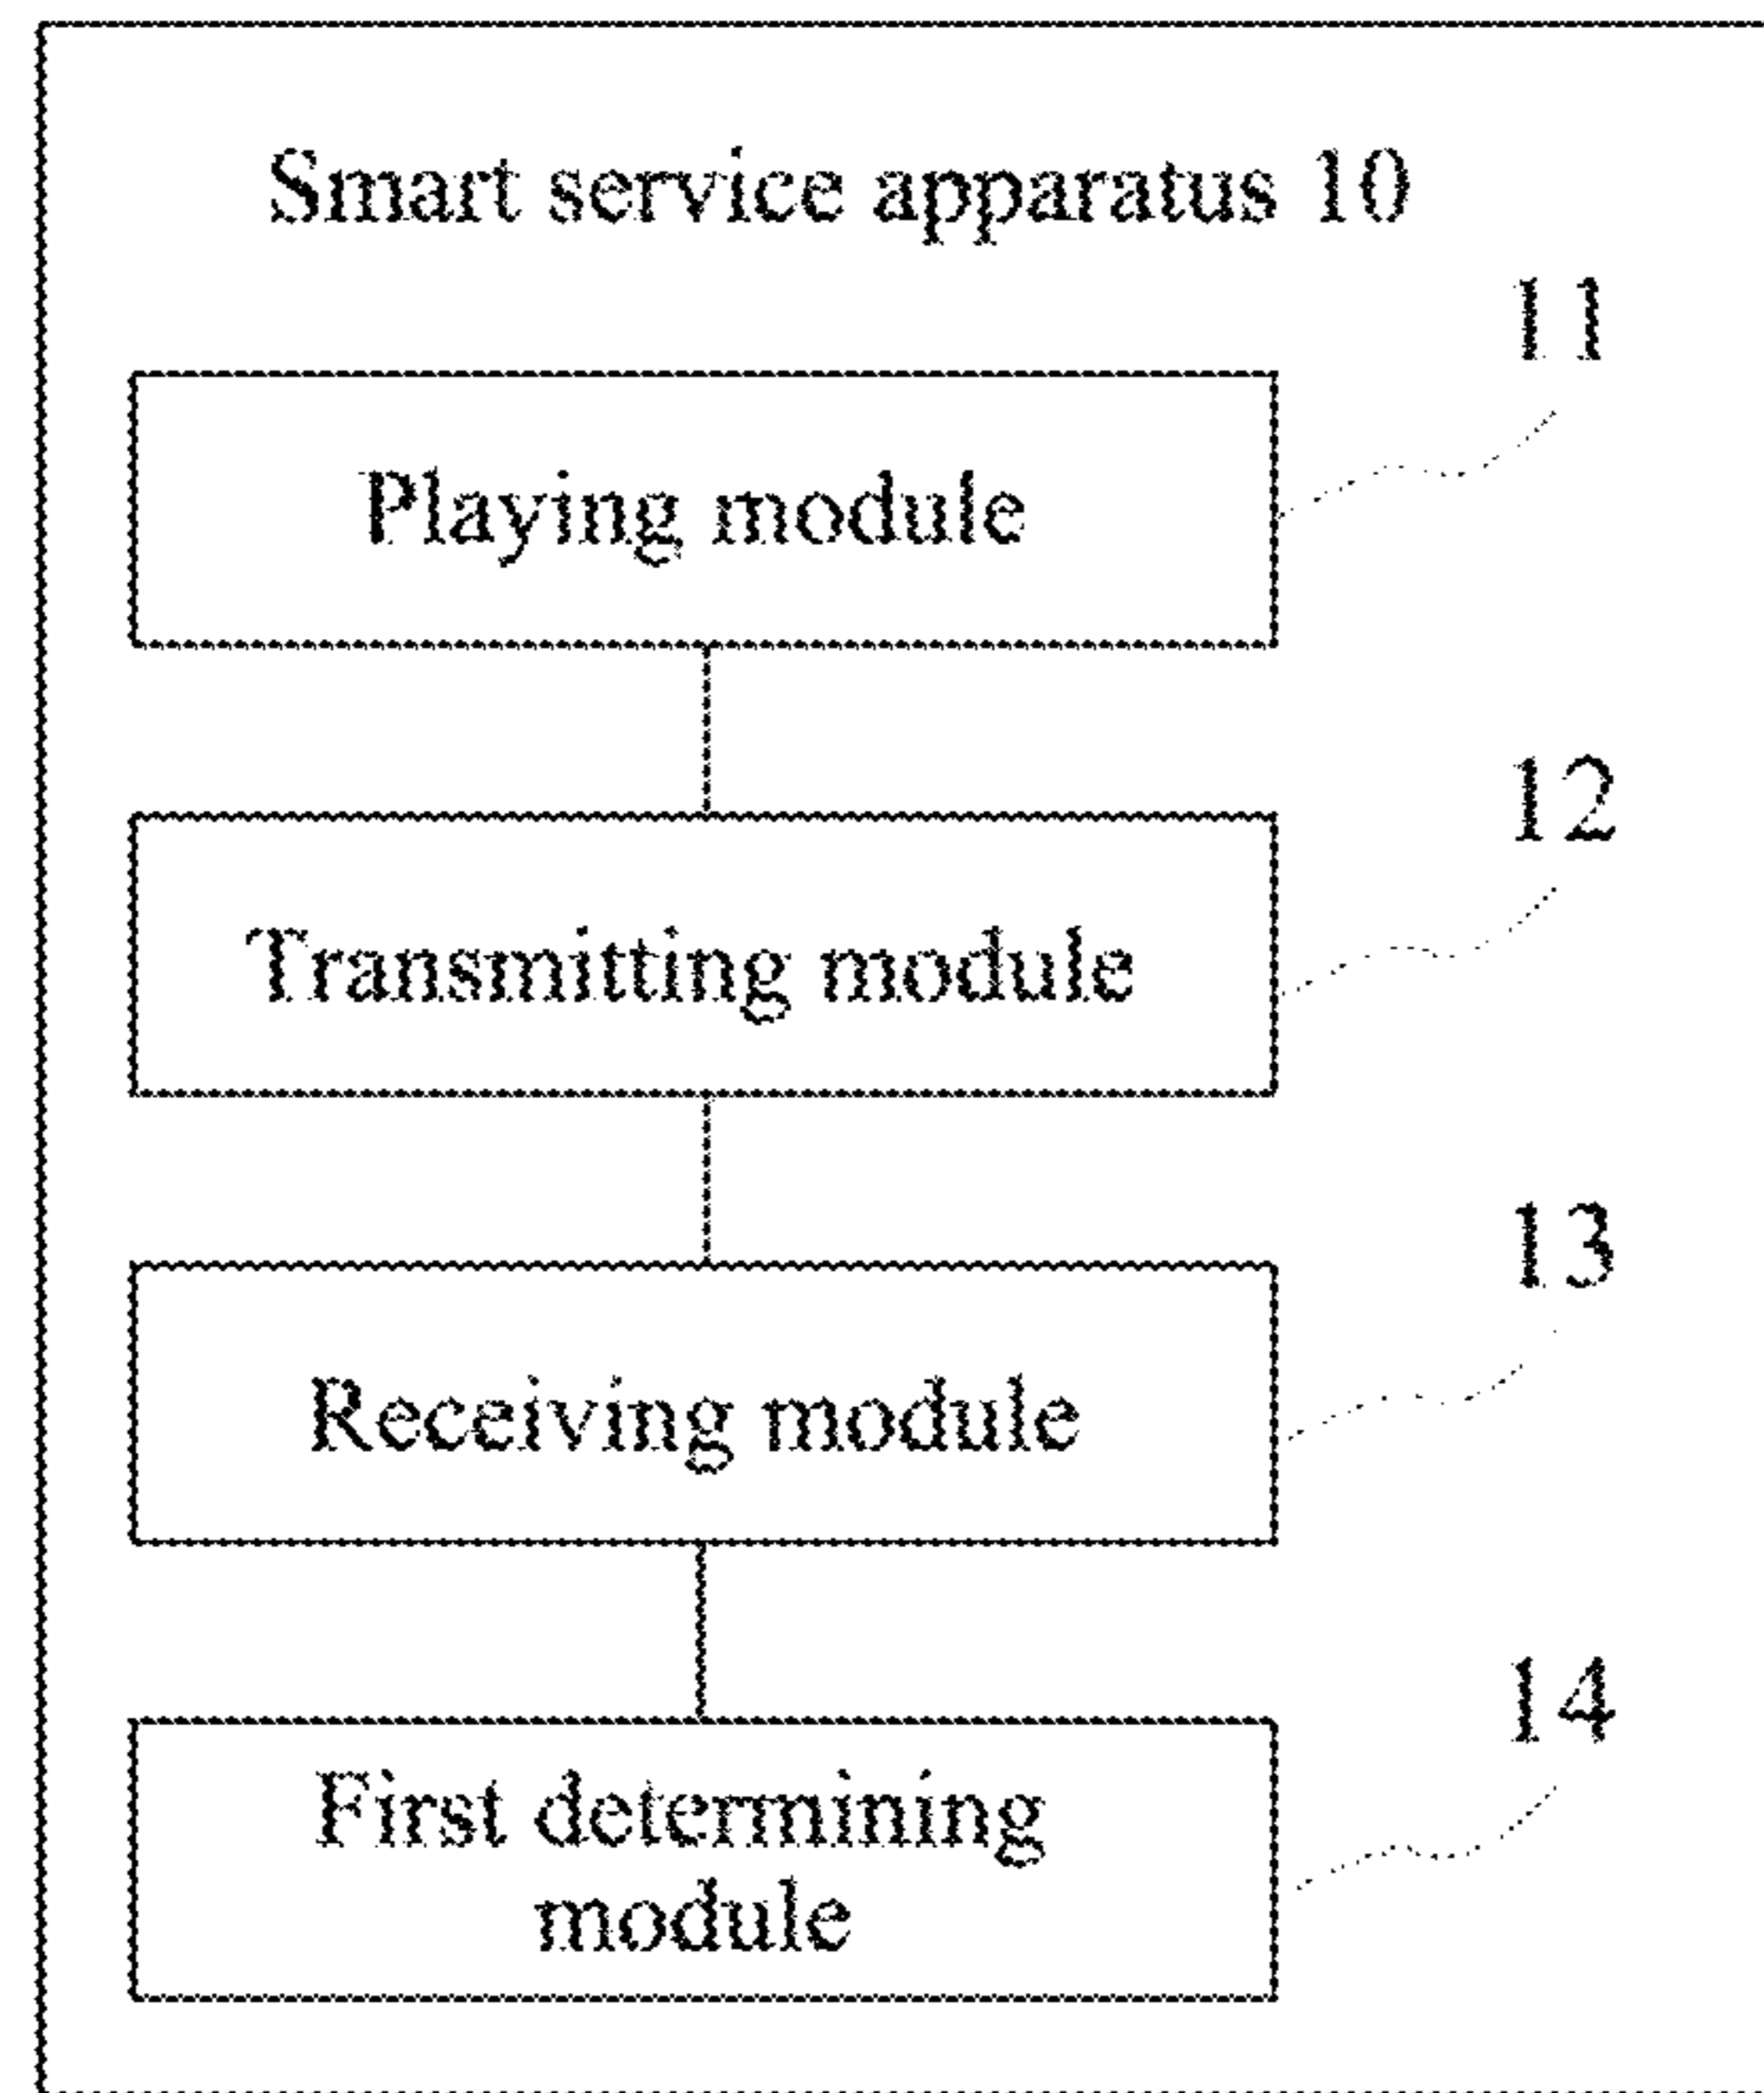 Smart service apparatus 10
11
Playing module
12
Transmitting module
13
Receiving module
14
First determining
module